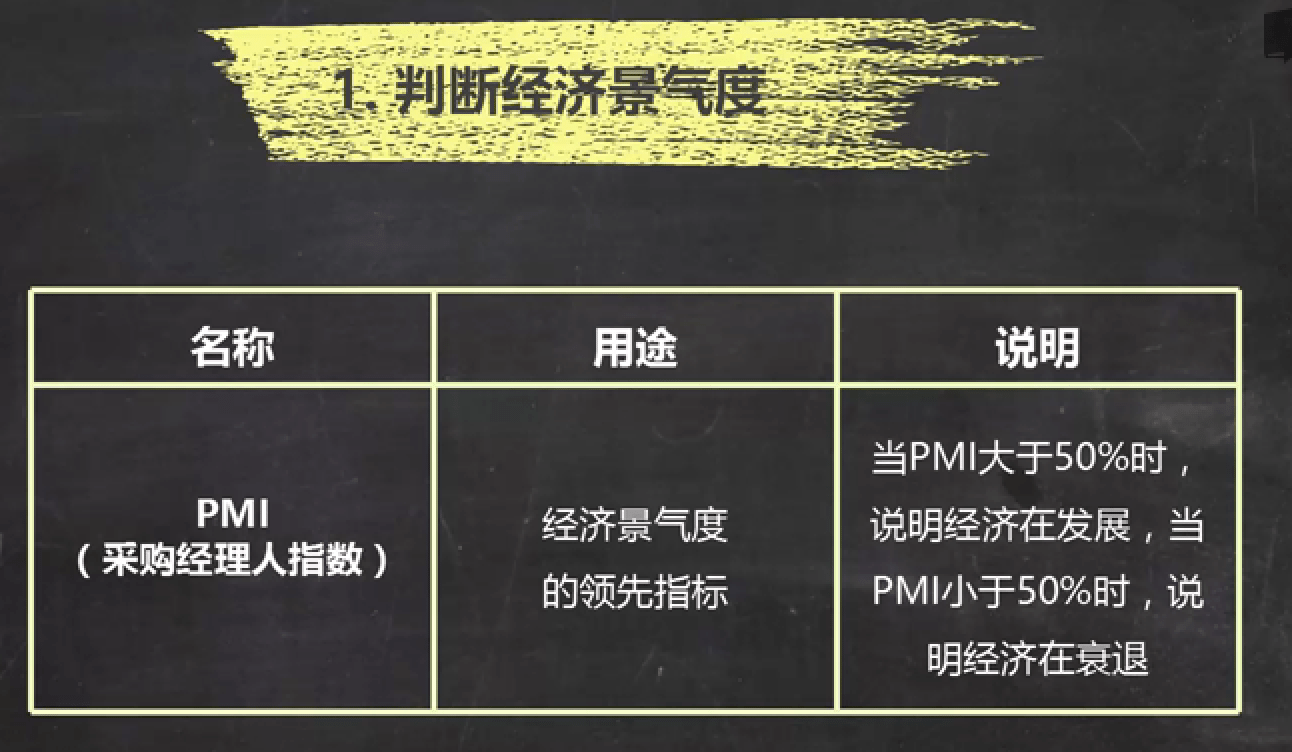 1. 判断经济景气度
名称
用途
说明
PMI
（采购经理人指数）
经济景气度
的领先指标
当PMI大于50%时，
说明经济在发展，当
PMI小于50%时，说
明经济在衰退